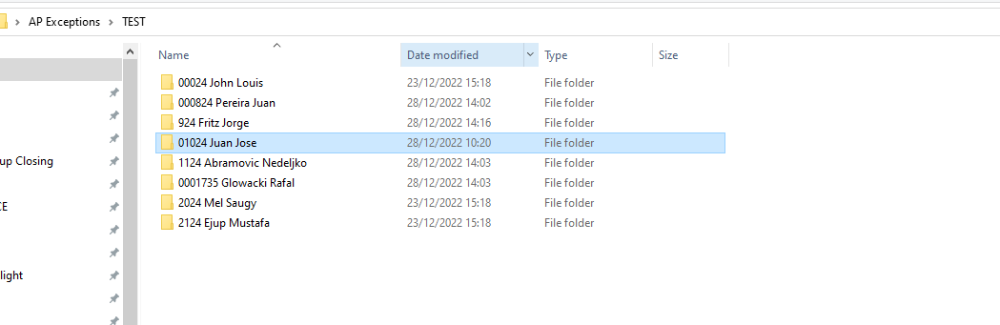 AP Exceptions > TEST
Name Date modified Type Size
00024 John Louis 23/12/2022 15:18 File folder
000824 Pereira Juan 28/12/2022 14:02 File folder
924 Fritz Jorge 28/12/2022 14:16 File folder
01024 Juan Jose 28/12/2022 10:20 File folder
up Closing 1124 Abramovic Nedeljko 28/12/2022 14:03 File folder
0001735 Glowacki Rafal 28/12/2022 14:03 File folder
CE 2024 Mel Saugy 23/12/2022 15:18 File folder
2124 Ejup Mustafa 23/12/2022 15:18 File folder
light